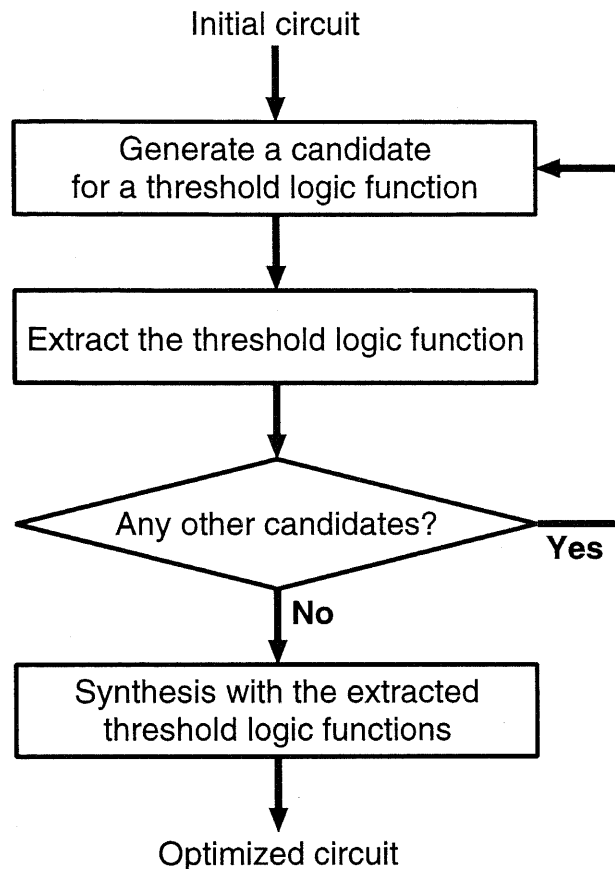 Initial circuit
Generate a candidate
for a threshold logic function
Extract the threshold logic function
Any other candidates?
Yes
No
Synthesis with the extracted
threshold logic functions
Optimized circuit